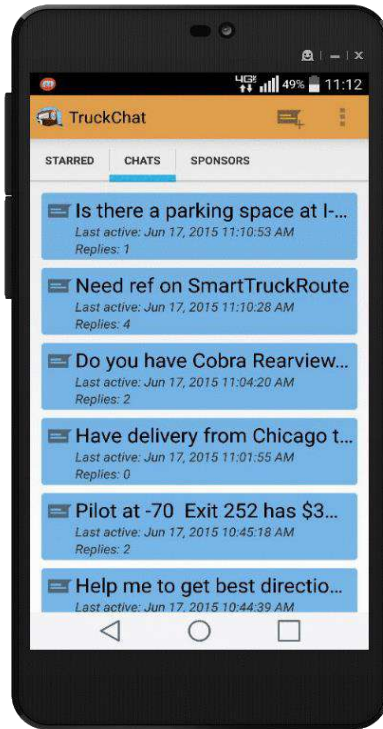 4GE 49% 11:12
TruckChat
STARRED CHATS SPONSORS
Is there a parking space at I-...
Last active: Jun 17, 2015 11:10:53 AM
Replies: 1
Need ref on SmartTruckRoute
Last active: Jun 17, 2015 11:10:28 AM
Replies: 4
Do you have Cobra Rearview...
Last active: Jun 17, 2015 11:04:20 AM
Replies: 2
Have delivery from Chicago t...
Last active: Jun 17, 2015 11:01:55 AM
Replies: 0
Pilot at -70 Exit 252 has $3...
Last active: Jun 17, 2015 10:45:18 AM
Replies: 2
Help me to get best directio...
Last active: Jun 17, 2015 10:44:39 AM